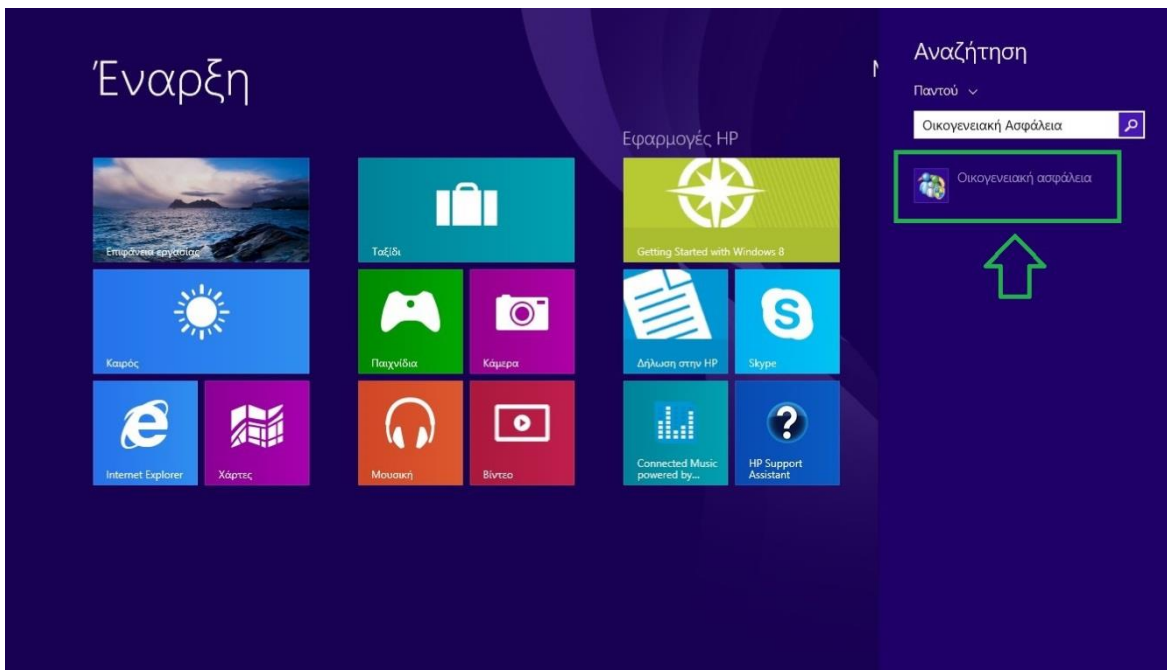 Έναρξη
Εφαρμογές HP
Επιφάνεια εργασίας
Ταξίδι
Getting Started with Windows 8
Καιρός
Παιχνίδια
Κάμερα
Δήλωση στην HP
Skype
Internet Explorer
Χάρτες
Μουσική
Βίντεο
Connected Music
powered by...
HP Support
Assistant
Αναζήτηση
Παντού
Οικογενειακή Ασφάλεια
Οικογενειακή ασφάλεια